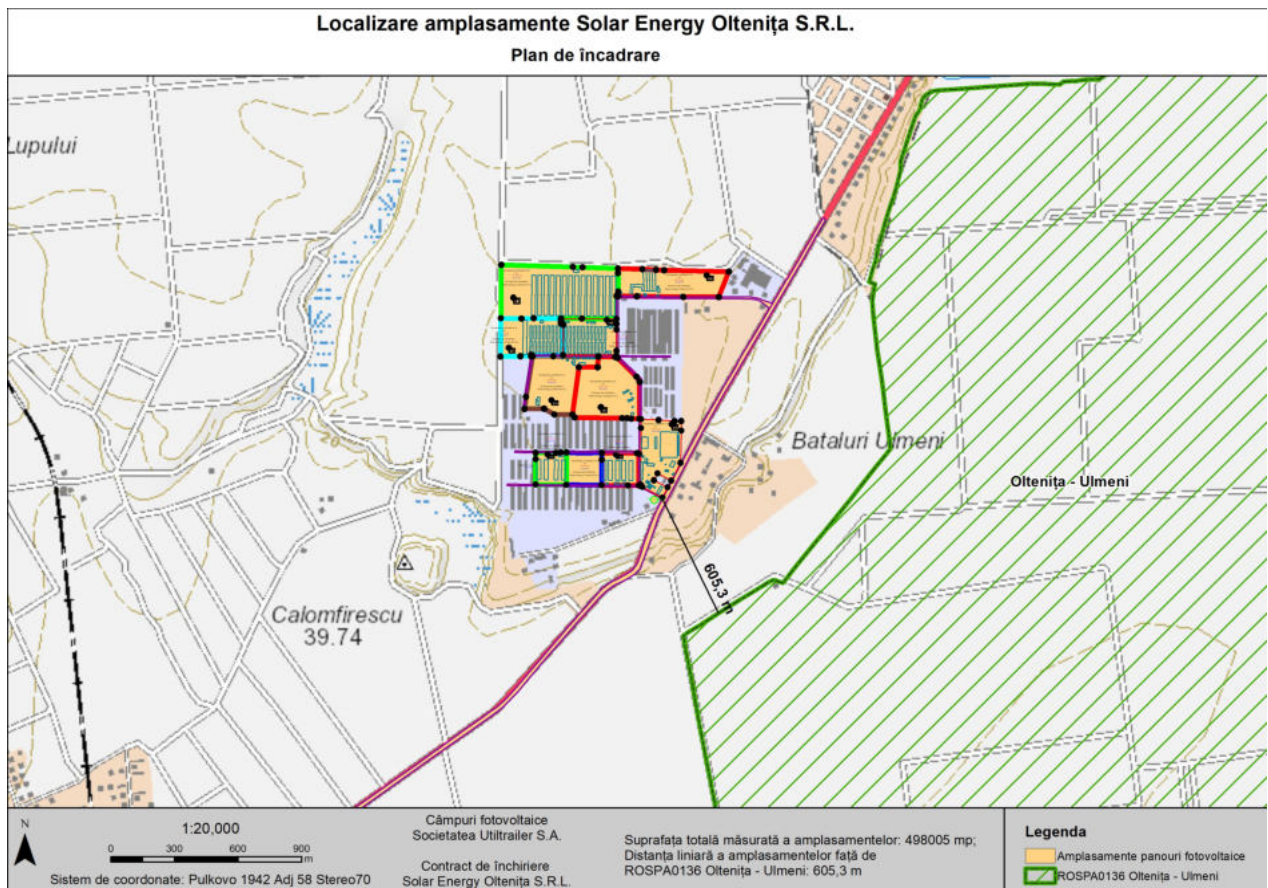 Localizare amplasamente Solar Energy Oltenița S.R.L.
Plan de încadrare
Lupului
Bataluri Ulmeni
Oltenița - Ulmeni
605,3 m
20
Calomfirescu
39.74
N
1:20,000
0 300 600 900
m
Sistem de coordonate: Pulkovo 1942 Adj 58 Stereo70
Câmpuri fotovoltaice
Societatea Utiltrailer S.A.
Contract de închiriere
Solar Energy Oltenița S.R.L.
Suprafața totală măsurată a amplasamentelor: 498005 mp;
Distanța liniară a amplasamentelor față de
ROSPA0136 Oltenița - Ulmeni: 605,3 m
Legenda
Amplasamente panouri fotovoltaice
ROSPA0136 Oltenița - Ulmeni